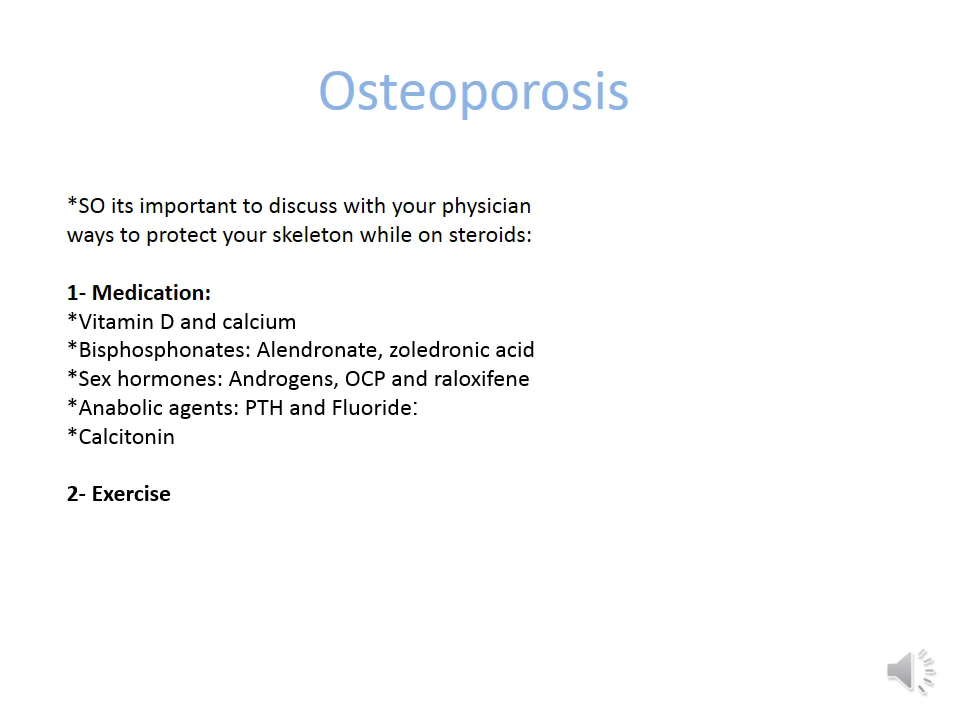 Osteoporosis
*SO its important to discuss with your physician
ways to protect your skeleton while on steroids:
1- Medication:
*Vitamin D and calcium
*Bisphosphonates: Alendronate, zoledronic acid
*Sex hormones: Androgens, OCP and raloxifene
*Anabolic agents: PTH and Fluoride:
*Calcitonin
2- Exercise